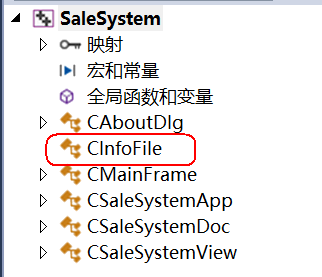 SaleSystem
映射
宏和常量
全局函数和变量
CAboutDlg
CInfoFile
CMainFrame
CSaleSystemApp
CSaleSystemDoc
CSaleSystemView